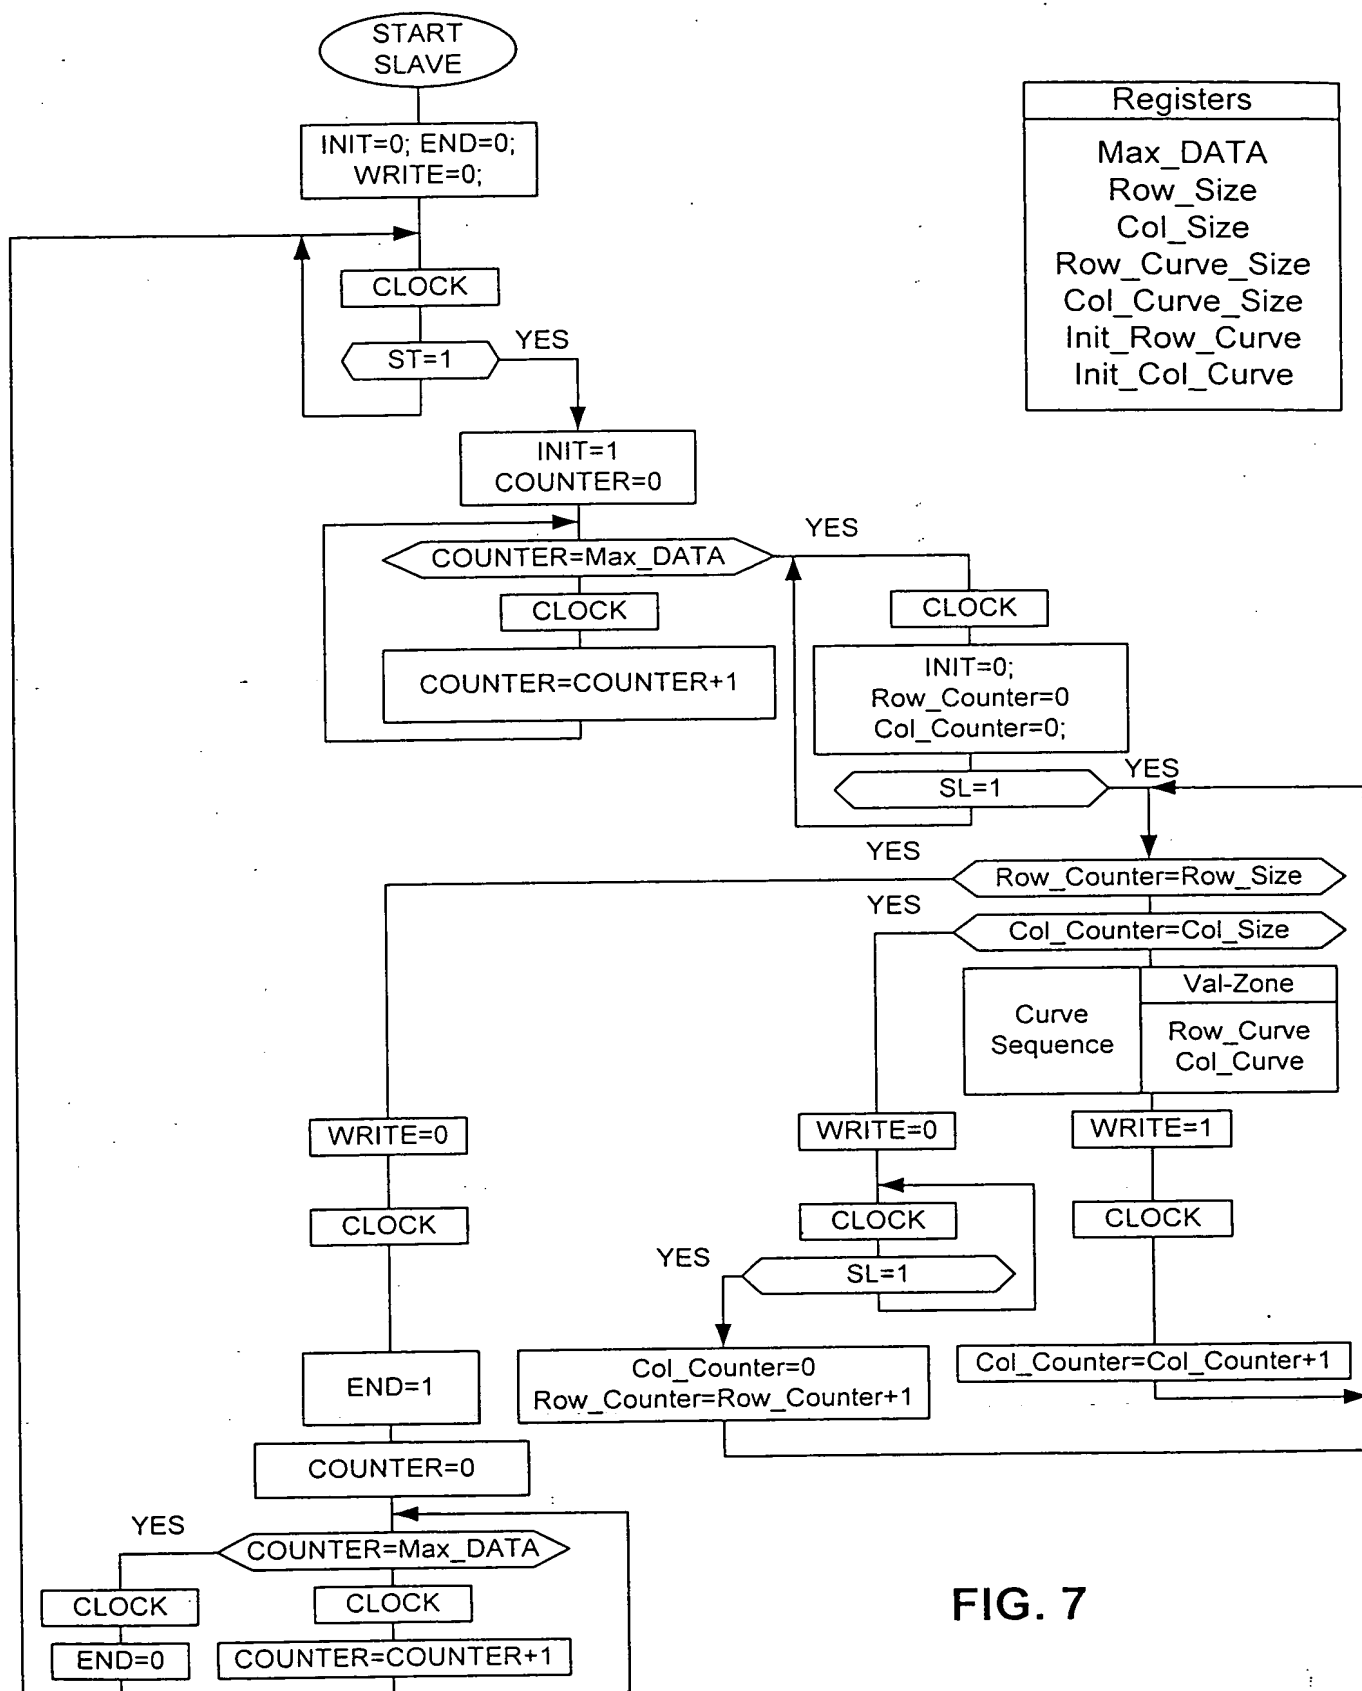 START
SLAVE
INIT=0; END=0;
WRITE=0;
Registers
Max_DATA
Row_Size
Col_Size
Row_Curve_Size
Col_Curve_Size
Init_Row_Curve
Init_Col_Curve
CLOCK
ST=1
YES
INIT=1
COUNTER=0
COUNTER=Max_DATA
YES
CLOCK
COUNTER=COUNTER+1
CLOCK
INIT=0;
Row_Counter=0
Col_Counter=0;
SL=1
YES
YES
Row_Counter=Row_Size
YES
Col_Counter=Col_Size
Curve
Sequence
Val-Zone
Row_Curve
Col_Curve
WRITE=0
WRITE=0
WRITE=1
CLOCK
CLOCK
CLOCK
YES
SL=1
END=1
Col_Counter=0
Row_Counter=Row_Counter+1
Col_Counter=Col_Counter+1
COUNTER=0
YES
COUNTER=Max_DATA
CLOCK
CLOCK
END=0
COUNTER=COUNTER+1
FIG. 7